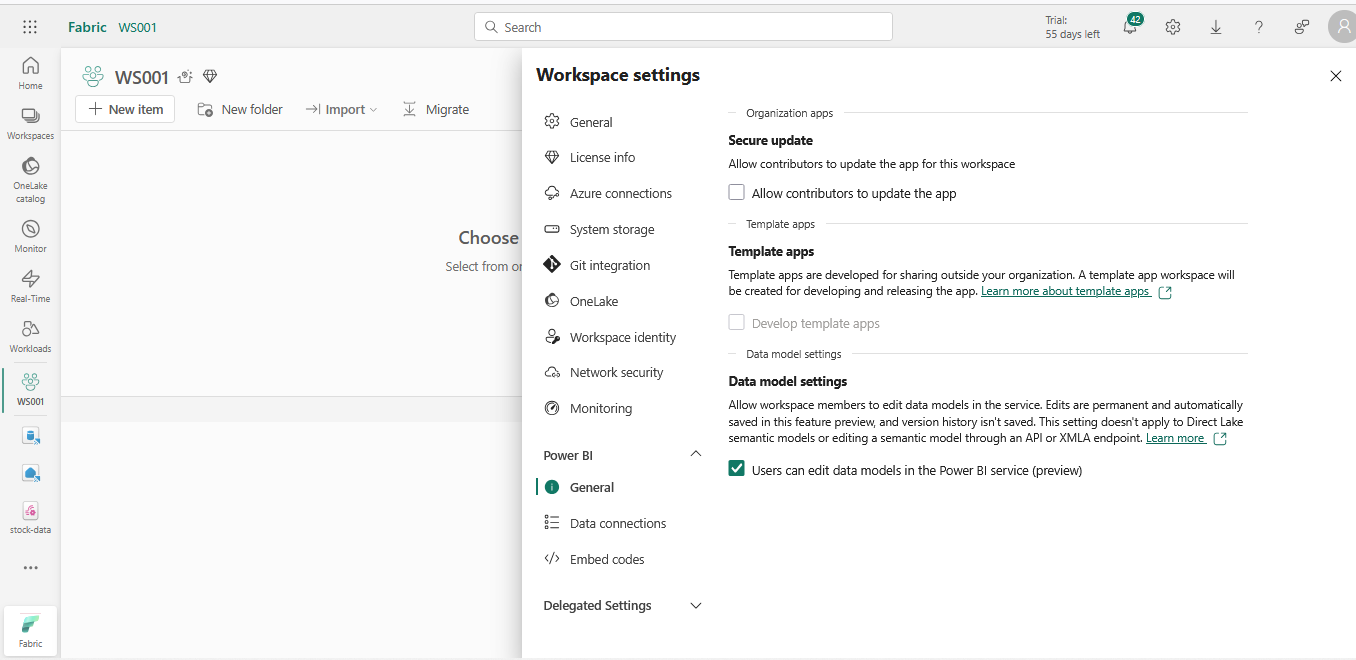 Fabric WS001
Search
Trial:
55 days left
42
Home
Workspaces
OneLake
catalog
Monitor
Real-Time
Workloads
WS001
stock-data
Fabric
WS001
New item
New folder
Import
Migrate
Choose
Select from or
Workspace settings
General
License info
Azure connections
System storage
Git integration
OneLake
Workspace identity
Network security
Monitoring
Power BI
General
Data connections
Embed codes
Delegated Settings
Organization apps
Secure update
Allow contributors to update the app for this workspace
Allow contributors to update the app
Template apps
Template apps
Template apps are developed for sharing outside your organization. A template app workspace will
be created for developing and releasing the app. Learn more about template apps
Develop template apps
Data model settings
Data model settings
Allow workspace members to edit data models in the service. Edits are permanent and automatically
saved in this feature preview, and version history isn't saved. This setting doesn't apply to Direct Lake
semantic models or editing a semantic model through an API or XMLA endpoint. Learn more
Users can edit data models in the Power BI service (preview)